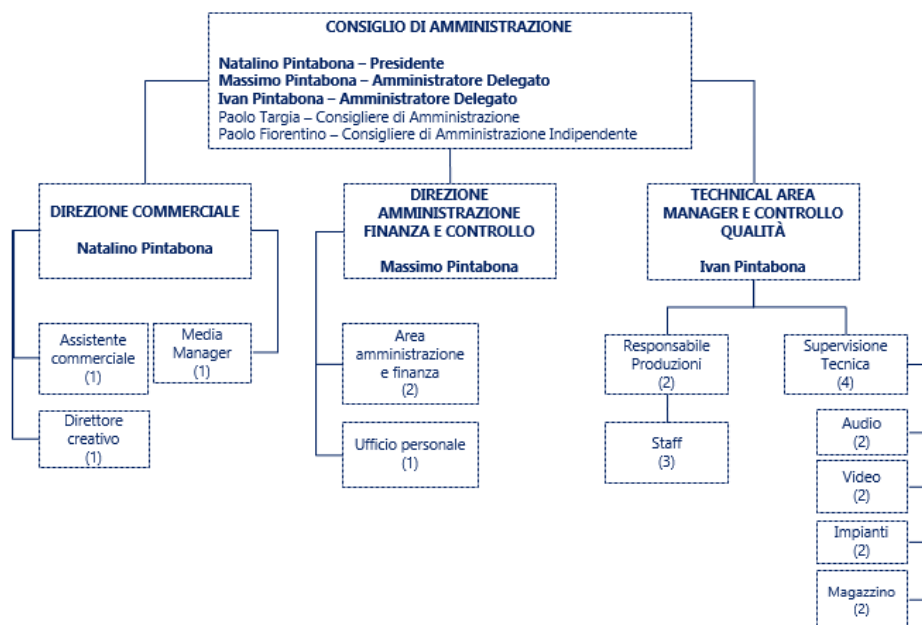 CONSIGLIO DI AMMINISTRAZIONE
Natalino Pintabona – Presidente
Massimo Pintabona – Amministratore Delegato
Ivan Pintabona – Amministratore Delegato
Paolo Targia – Consigliere di Amministrazione
Paolo Fiorentino – Consigliere di Amministrazione Indipendente
DIREZIONE COMMERCIALE
Natalino Pintabona
DIREZIONE
AMMINISTRAZIONE
FINANZA E CONTROLLO
Massimo Pintabona
TECHNICAL AREA
MANAGER E CONTROLLO
QUALITÀ
Ivan Pintabona
Assistente
commerciale
(1)
Media
Manager
(1)
Direttore
creativo
(1)
Area
amministrazione
e finanza
(2)
Ufficio personale
(1)
Responsabile
Produzioni
(2)
Staff
(3)
Supervisione
Tecnica
(4)
Audio
(2)
Video
(2)
Impianti
(2)
Magazzino
(2)